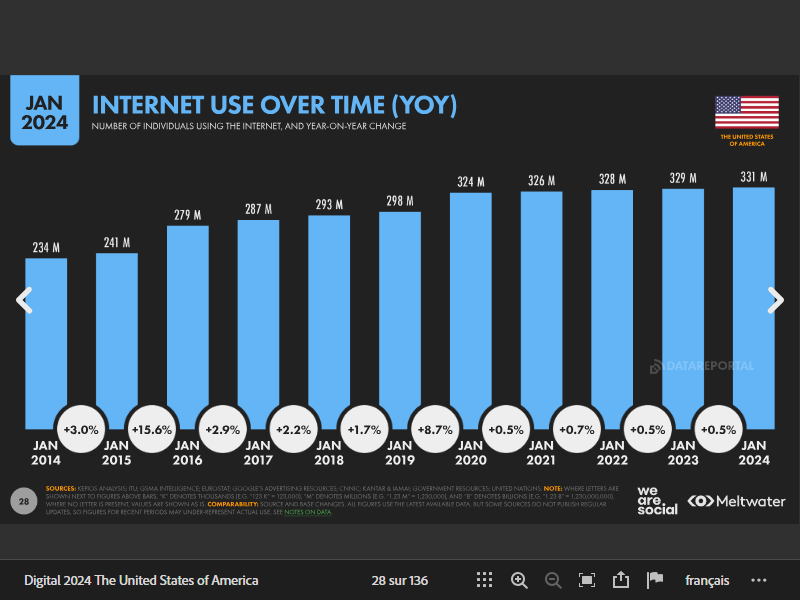 JAN
2024
INTERNET USE OVER TIME (YOY)
NUMBER OF INDIVIDUALS USING THE INTERNET, AND YEAR-ON-YEAR CHANGE
THE UNITED STATES
OF AMERICA
234 M
241 M
279 M
287 M
293 M
298 M
324 M
326 M
328 M
329 M
331 M
DATAREPORTAL
+3.0%
+15.6%
+2.9%
+2.2%
+1.7%
+8.7%
+0.5%
+0.7%
+0.5%
+0.5%
JAN
2014
JAN
2015
JAN
2016
JAN
2017
JAN
2018
JAN
2019
JAN
2020
JAN
2021
JAN
2022
JAN
2023
JAN
2024
28
SOURCES: KEPIOS ANALYSIS; ITU; GSMA INTELLIGENCE; EUROSTAT; GOOGLE'S ADVERTISING RESOURCES; CNNIC; KANTAR & IAMAI; GOVERNMENT RESOURCES; UNITED NATIONS. NOTE: WHERE LETTERS ARE
SHOWN NEXT TO FIGURES ABOVE BARS, "K" DENOTES THOUSANDS (E.G. "123 K" = 123,000), "M" DENOTES MILLIONS (E.G. "1.23 M" = 1,230,000), AND "B" DENOTES BILLIONS (E.G. "1.23 B" = 1,230,000,000).
WHERE NO LETTER IS PRESENT, VALUES ARE SHOWN AS IS. COMPARABILITY: SOURCE AND BASE CHANGES. ALL FIGURES USE THE LATEST AVAILABLE DATA, BUT SOME SOURCES DO NOT PUBLISH REGULAR
UPDATES, SO FIGURES FOR RECENT PERIODS MAY UNDER-REPRESENT ACTUAL USE. SEE NOTES ON DATA.
we
are.
social
Meltwater
Digital 2024 The United States of America
28 sur 136
français